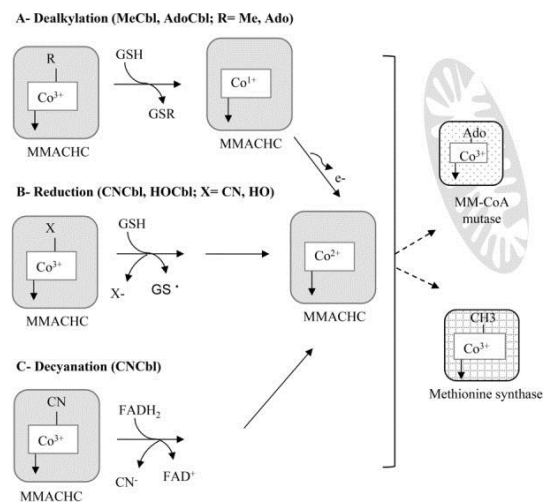 A- Dealkylation (MeCbl, AdoCbl; R= Me, Ado)
R
Co3+
MMACHC
GSH
GSR
Co1+
MMACHC
e-
B- Reduction (CNCbl, HOCbl; X= CN, HO)
X
Co3+
MMACHC
GSH
X-
GS •
Co2+
MMACHC
C- Decyanation (CNCbl)
CN
Co3+
MMACHC
FADH2
CN-
FAD+
Ado
Co3+
MM-CoA
mutase
CH3
Co3+
Methionine synthase